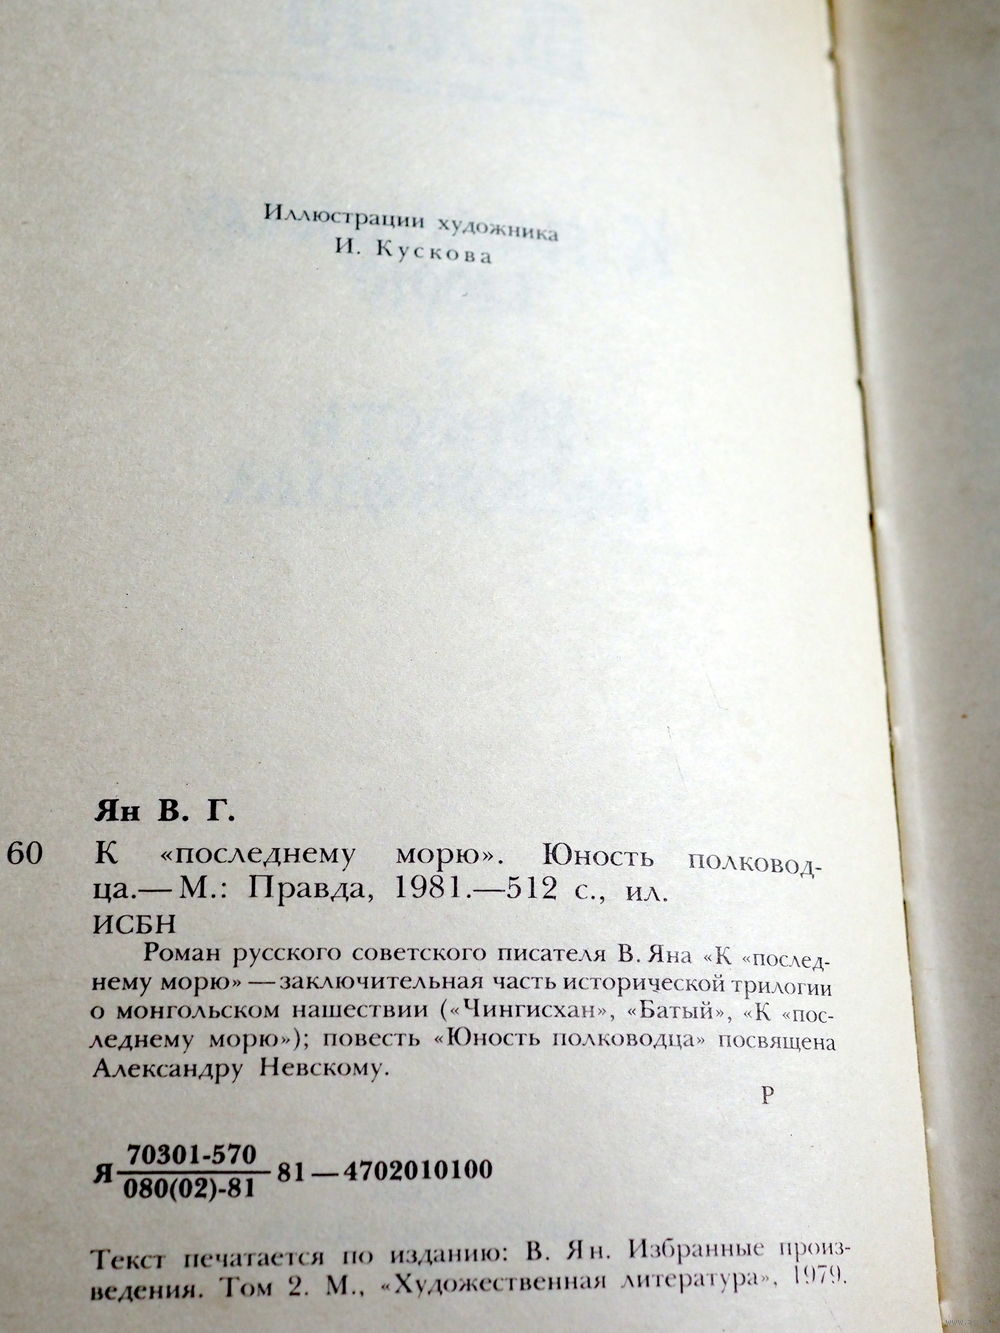 Иллюстрации художника
И. Кускова
Ян В. Г.
60 К «последнему морю». Юность полковод-
ца.— М.: Правда, 1981.—512 с., ил.
ИСБН
Роман русского советского писателя В. Яна «К «послед-
нему морю» —заключительная часть исторической трилогии
о монгольском нашествии («Чингисхан», «Батый», «К «пос-
леднему морю»); повесть «Юность полководца» посвящена
Александру Невскому.
Р
70301-570
Я 81—4702010100
080(02)-81
Текст печатается по изданию: В. Ян. Избранные произ-
ведения. Том 2. М., «Художественная литература», 1979.